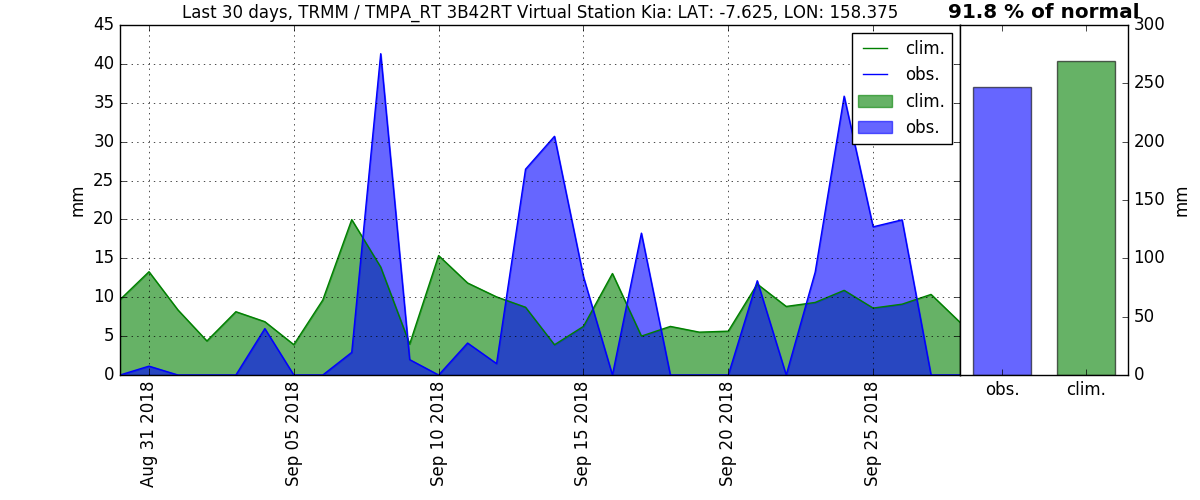 Last 30 days, TRMM / TMPA_RT 3B42RT Virtual Station Kia: LAT: -7.625, LON: 158.375
91.8 % of normal
45
40
35
30
25
20
15
10
5
0
mm
clim.
obs.
clim.
obs.
Aug 31 2018
Sep 05 2018
Sep 10 2018
Sep 15 2018
Sep 20 2018
Sep 25 2018
300
250
200
150
100
50
0
mm
obs.
clim.